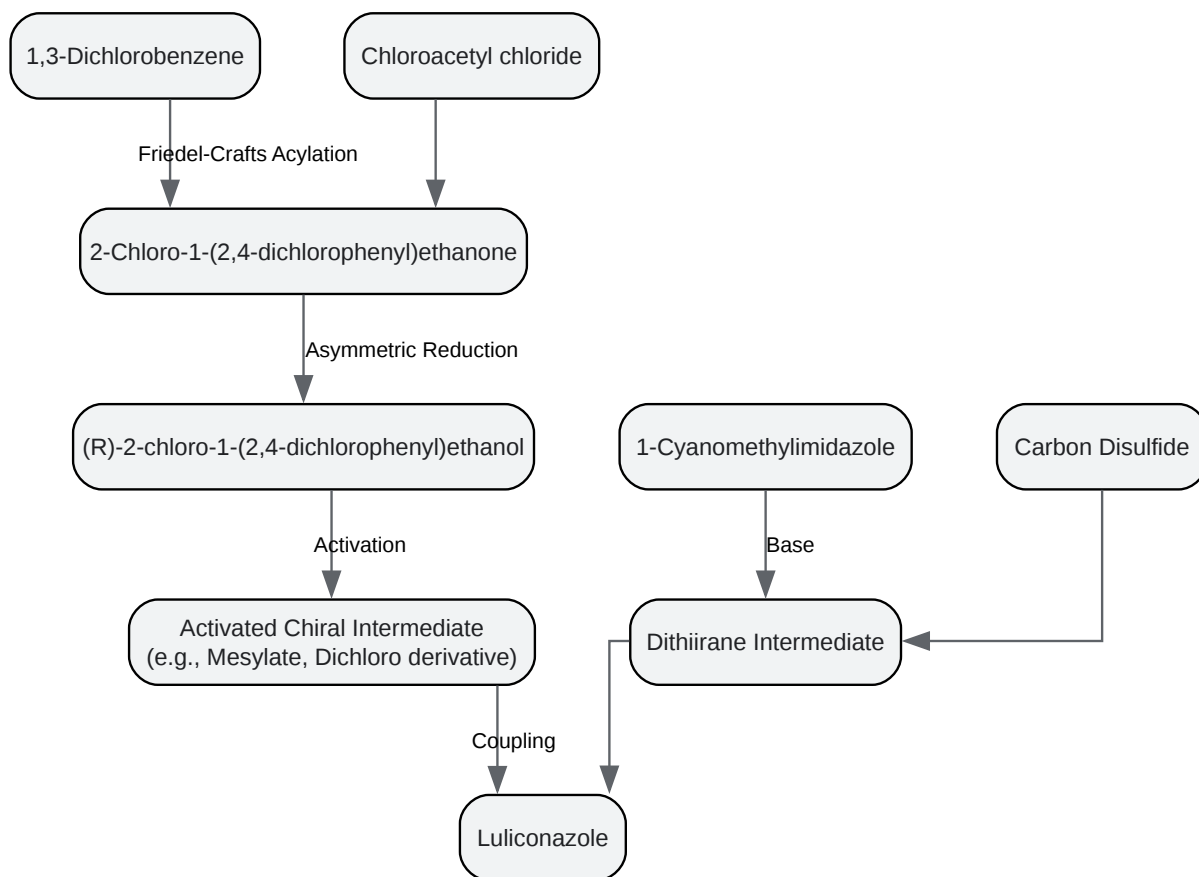 1,3-Dichlorobenzene
Chloroacetyl chloride
Friedel-Crafts Acylation
2-Chloro-1-(2,4-dichlorophenyl)ethanone
Asymmetric Reduction
(R)-2-chloro-1-(2,4-dichlorophenyl)ethanol
1-Cyanomethylimidazole
Carbon Disulfide
Activation
Base
Activated Chiral Intermediate
(e.g., Mesylate, Dichloro derivative)
Dithiirane Intermediate
Coupling
Luliconazole